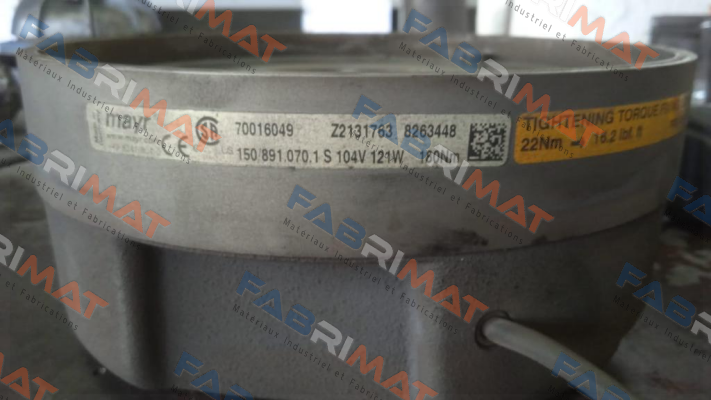 mayr 70016049 Z2131763 8263448
150/891.070.1 S 104V 121W 180Nm
TIGHTENING TORQUE
22Nm 16.2 lbf. ft
FABRIMAT
Materiaux Industriel et Fabrications